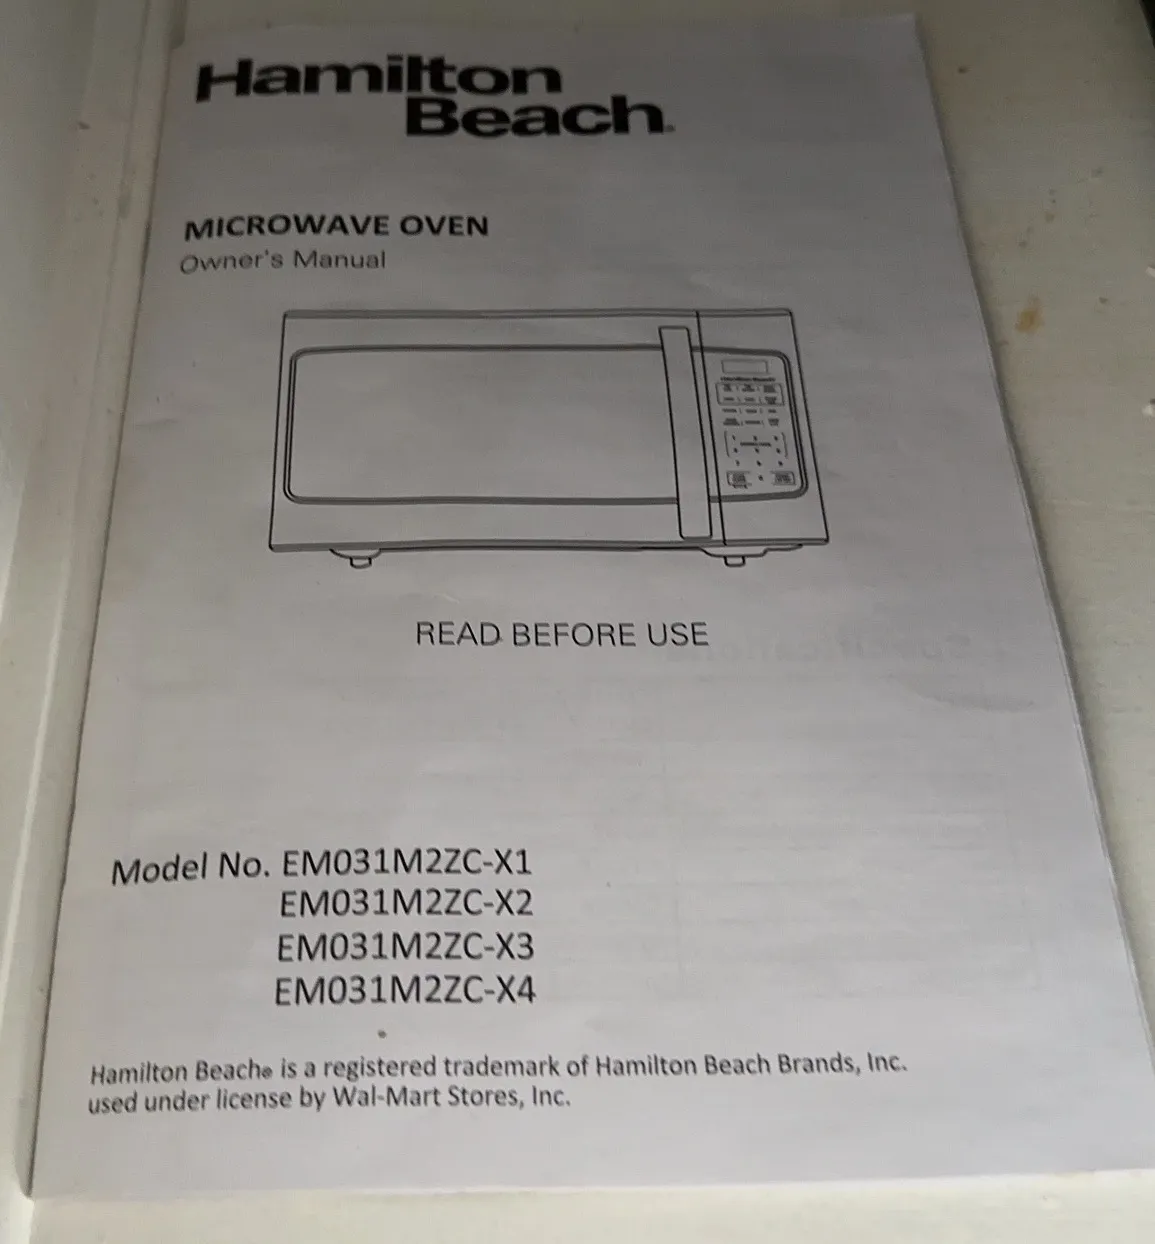 Hamilton
Beach®
MICROWAVE OVEN
Owner's Manual
READ BEFORE USE
Model No. EM031M2ZC-X1
EM031M2ZC-X2
EM031M2ZC-X3
EM031M2ZC-X4
Hamilton Beach® is a registered trademark of Hamilton Beach Brands, Inc.
used under license by Wal-Mart Stores, Inc.